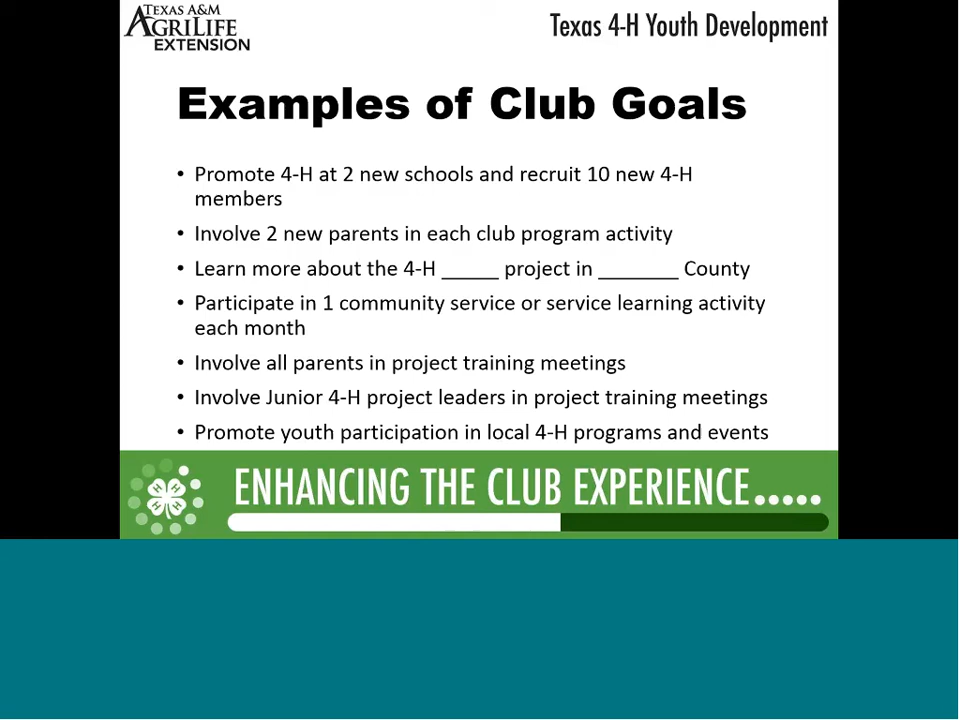 TEXAS A&M
AGRILIFE
EXTENSION
Texas 4-H Youth Development
Examples of Club Goals
• Promote 4-H at 2 new schools and recruit 10 new 4-H
members
• Involve 2 new parents in each club program activity
• Learn more about the 4-H _____ project in _______ County
• Participate in 1 community service or service learning activity
each month
• Involve all parents in project training meetings
• Involve Junior 4-H project leaders in project training meetings
• Promote youth participation in local 4-H programs and events
H H H H
ENHANCING THE CLUB EXPERIENCE.....